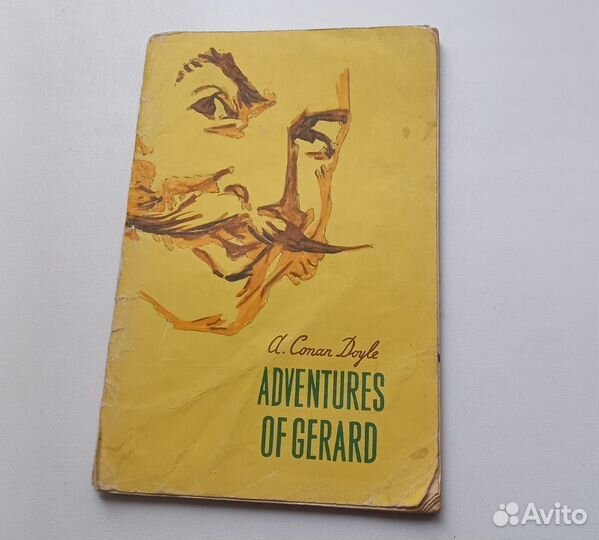 A. Conan Doyle
ADVENTURES
OF GERARD
Avito